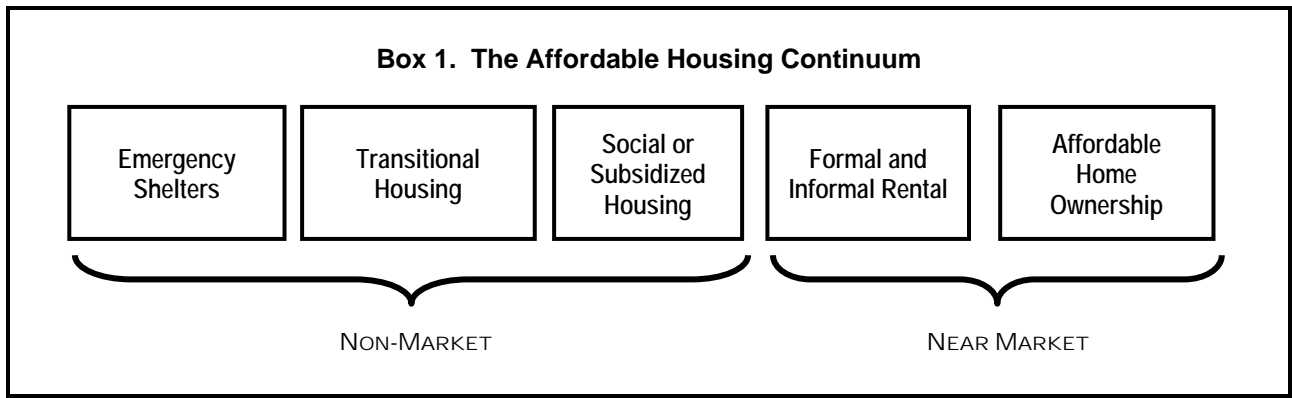 Box 1. The Affordable Housing Continuum
Emergency
Shelters
Transitional
Housing
Social or
Subsidized
Housing
Formal and
Informal Rental
Affordable
Home
Ownership
NON-MARKET
NEAR MARKET